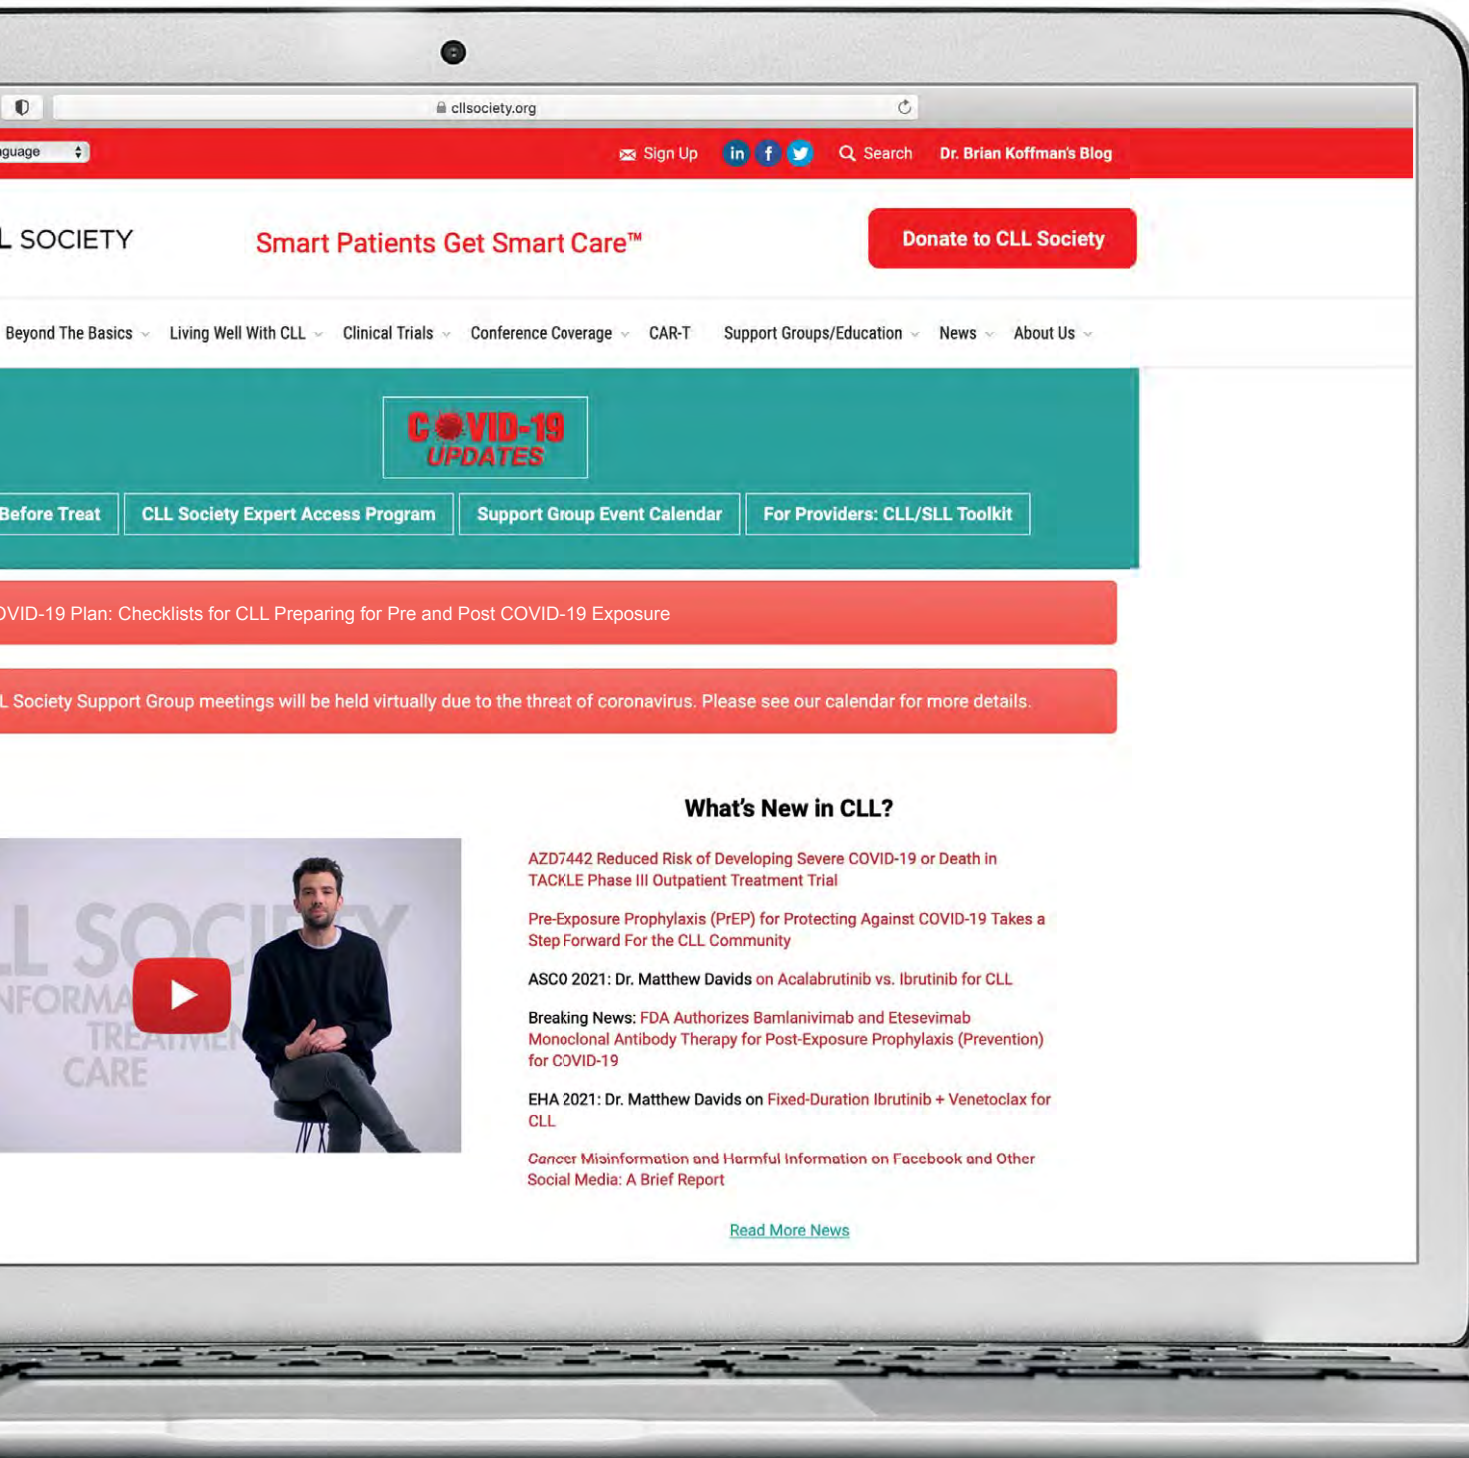 cllsociety.org
Sign Up in f Search Dr. Brian Koffman's Blog
SOCIETY
Smart Patients Get Smart Care™
Donate to CLL Society
Beyond The Basics Living Well With CLL Clinical Trials Conference Coverage CAR-T Support Groups/Education News About Us
COVID-19
UPDATES
Before Treat CLL Society Expert Access Program Support Group Event Calendar For Providers: CLL/SLL Toolkit
OVID-19 Plan: Checklists for CLL Preparing for Pre and Post COVID-19 Exposure
L Society Support Group meetings will be held virtually due to the threat of coronavirus. Please see our calendar for more details.
What's New in CLL?
AZD7442 Reduced Risk of Developing Severe COVID-19 or Death in
TACKLE Phase III Outpatient Treatment Trial
Pre-Exposure Prophylaxis (PrEP) for Protecting Against COVID-19 Takes a
Step Forward For the CLL Community
ASCO 2021: Dr. Matthew Davids on Acalabrutinib vs. Ibrutinib for CLL
Breaking News: FDA Authorizes Bamlanivimab and Etesevimab
Monoclonal Antibody Therapy for Post-Exposure Prophylaxis (Prevention)
for COVID-19
EHA 2021: Dr. Matthew Davids on Fixed-Duration Ibrutinib + Venetoclax for
CLL
Cancer Misinformation and Harmful Information on Facebook and Other
Social Media: A Brief Report
Read More News
CARE